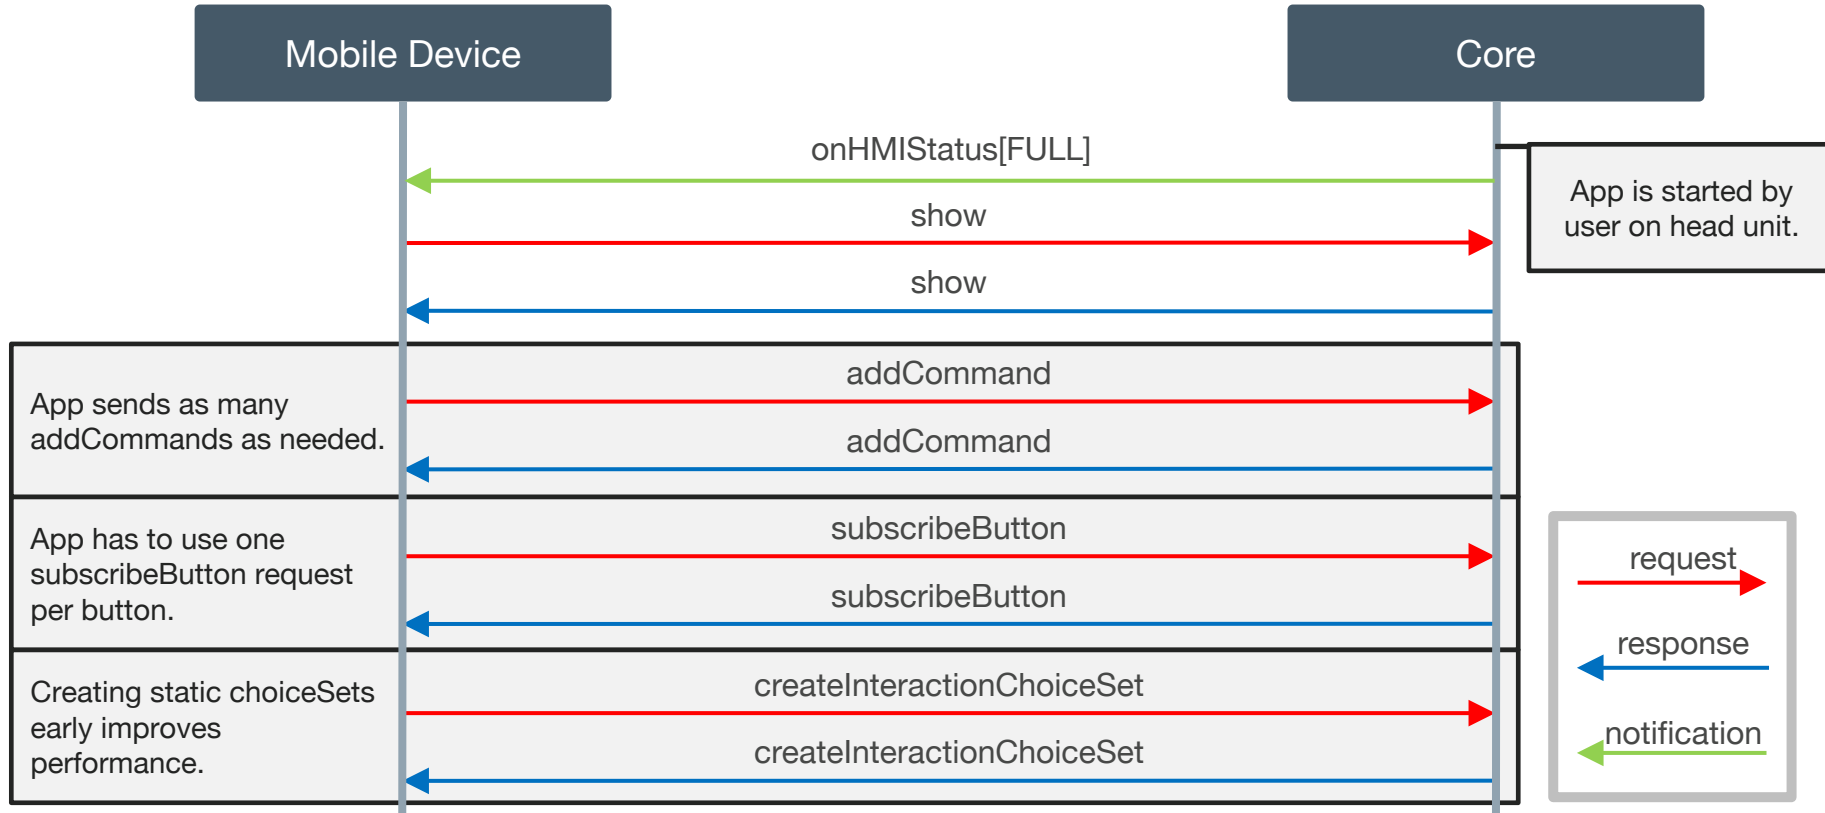 Mobile Device
Core
onHMIStatus[FULL]
App is started by
user on head unit.
show
show
App sends as many
addCommands as needed.
addCommand
addCommand
App has to use one
subscribeButton request
per button.
subscribeButton
subscribeButton
Creating static choiceSets
early improves
performance.
createInteractionChoiceSet
createInteractionChoiceSet
request
response
notification